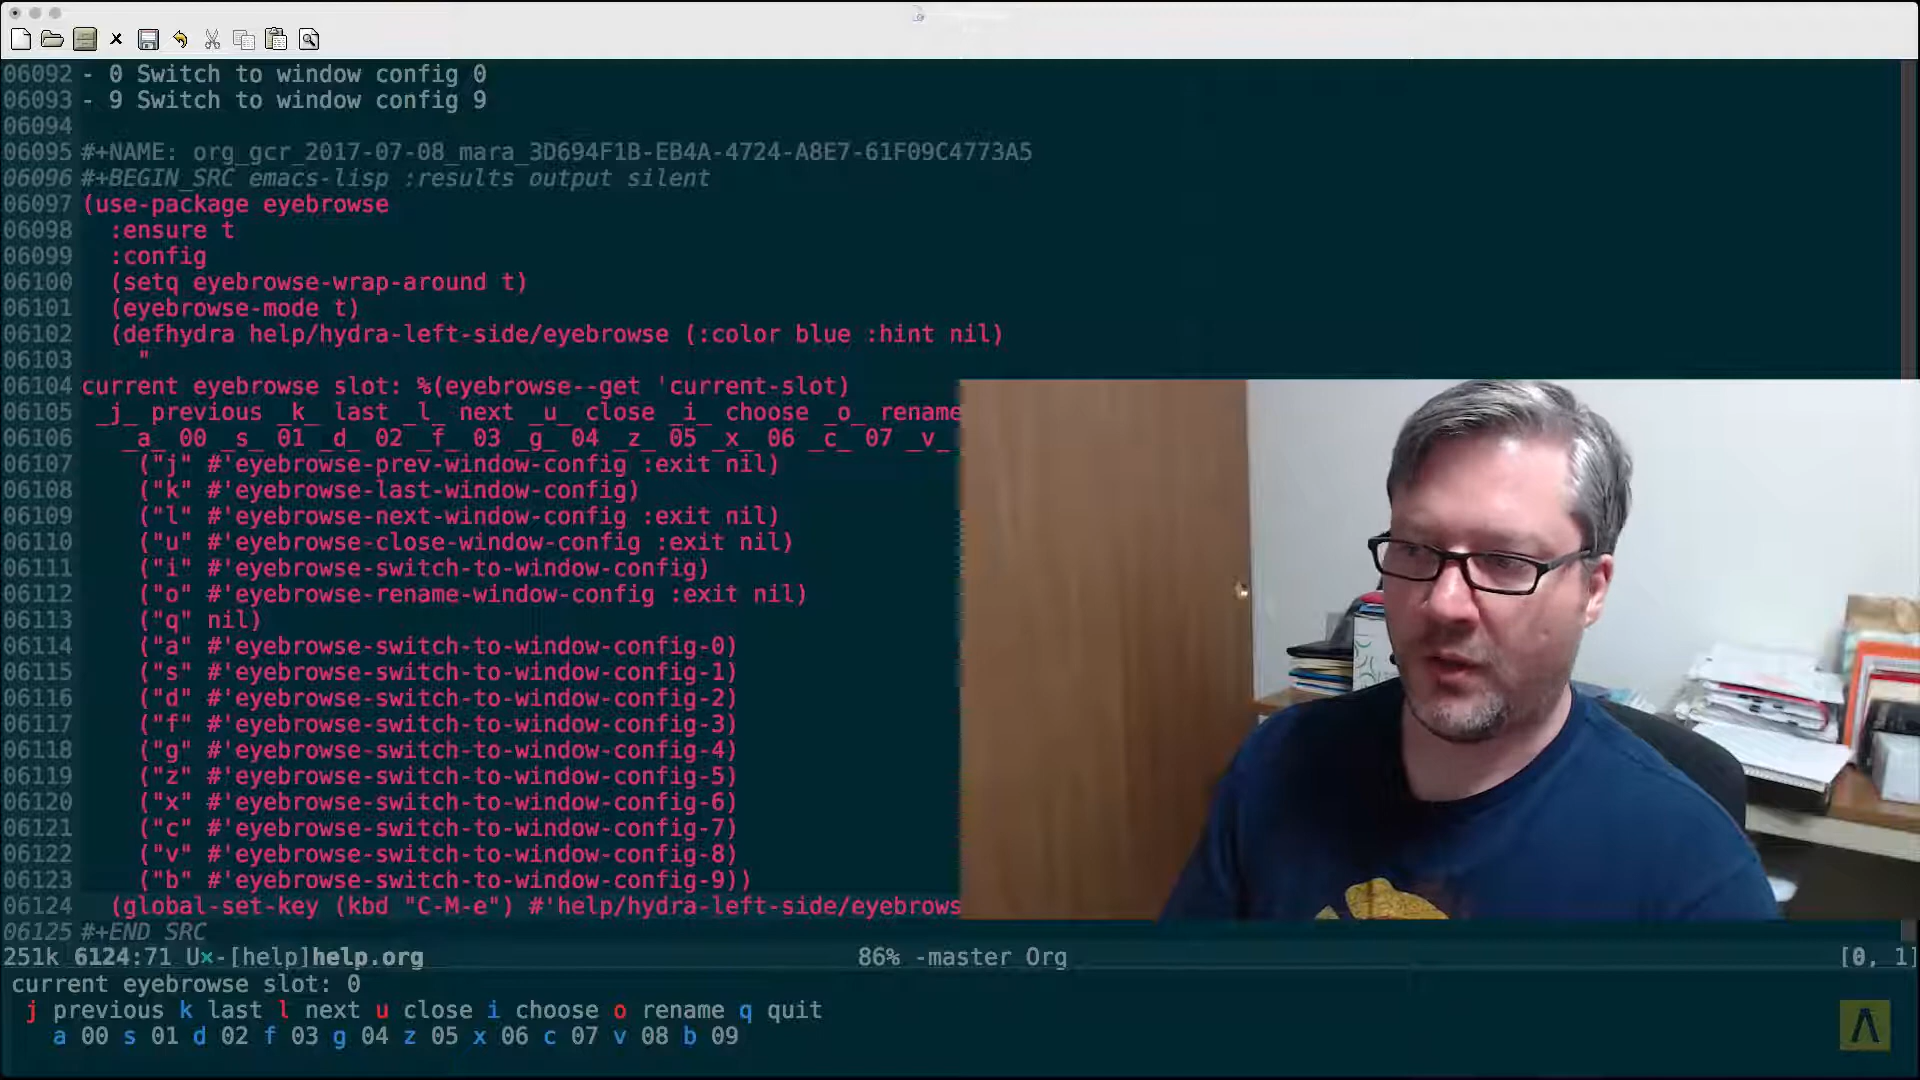 06092 - 0 Switch to window config 0
06093 - 9 Switch to window config 9
06094
06095 #+NAME: org_gcr_2017-07-08_mara_3D694F1B-EB4A-4724-A8E7-61F09C4773A5
06096 #+BEGIN_SRC emacs-lisp :results output silent
06097 (use-package eyebrowse
06098   :ensure t
06099   :config
06100   (setq eyebrowse-wrap-around t)
06101   (eyebrowse-mode t)
06102   (defhydra help/hydra-left-side/eyebrowse (:color blue :hint nil)
06103     "
06104 current eyebrowse slot: %(eyebrowse--get 'current-slot)
06105  _j_ previous _k_ last _l_ next _u_ close _i_ choose _o_ rename
06106    _a_ 00 _s_ 01 _d_ 02 _f_ 03 _g_ 04 _z_ 05 _x_ 06 _c_ 07 _v_
06107     ("j" #'eyebrowse-prev-window-config :exit nil)
06108     ("k" #'eyebrowse-last-window-config)
06109     ("l" #'eyebrowse-next-window-config :exit nil)
06110     ("u" #'eyebrowse-close-window-config :exit nil)
06111     ("i" #'eyebrowse-switch-to-window-config)
06112     ("o" #'eyebrowse-rename-window-config :exit nil)
06113     ("q" nil)
06114     ("a" #'eyebrowse-switch-to-window-config-0)
06115     ("s" #'eyebrowse-switch-to-window-config-1)
06116     ("d" #'eyebrowse-switch-to-window-config-2)
06117     ("f" #'eyebrowse-switch-to-window-config-3)
06118     ("g" #'eyebrowse-switch-to-window-config-4)
06119     ("z" #'eyebrowse-switch-to-window-config-5)
06120     ("x" #'eyebrowse-switch-to-window-config-6)
06121     ("c" #'eyebrowse-switch-to-window-config-7)
06122     ("v" #'eyebrowse-switch-to-window-config-8)
06123     ("b" #'eyebrowse-switch-to-window-config-9))
06124   (global-set-key (kbd "C-M-e") #'help/hydra-left-side/eyebrows
06125 #+END_SRC
251k 6124:71 U×-[help]help.org 86% -master Org [0, 1]
current eyebrowse slot: 0
j previous k last l next u close i choose o rename q quit
a 00 s 01 d 02 f 03 g 04 z 05 x 06 c 07 v 08 b 09